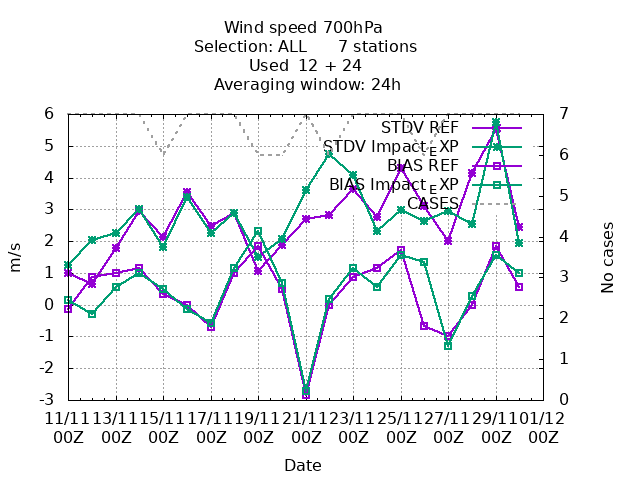 Wind speed 700hPa
Selection: ALL 7 stations
Used 12 + 24
Averaging window: 24h
6
5
4
3
2
1
0
-1
-2
-3
7
6
5
4
3
2
1
0
STDV REF
STDV Impact_EXP
BIAS REF
BIAS Impact_EXP
CASES
m/s
No cases
11/11 13/11 15/11 17/11 19/11 21/11 23/11 25/11 27/11 29/11 01/12
00Z 00Z 00Z 00Z 00Z 00Z 00Z 00Z 00Z 00Z 00Z
Date